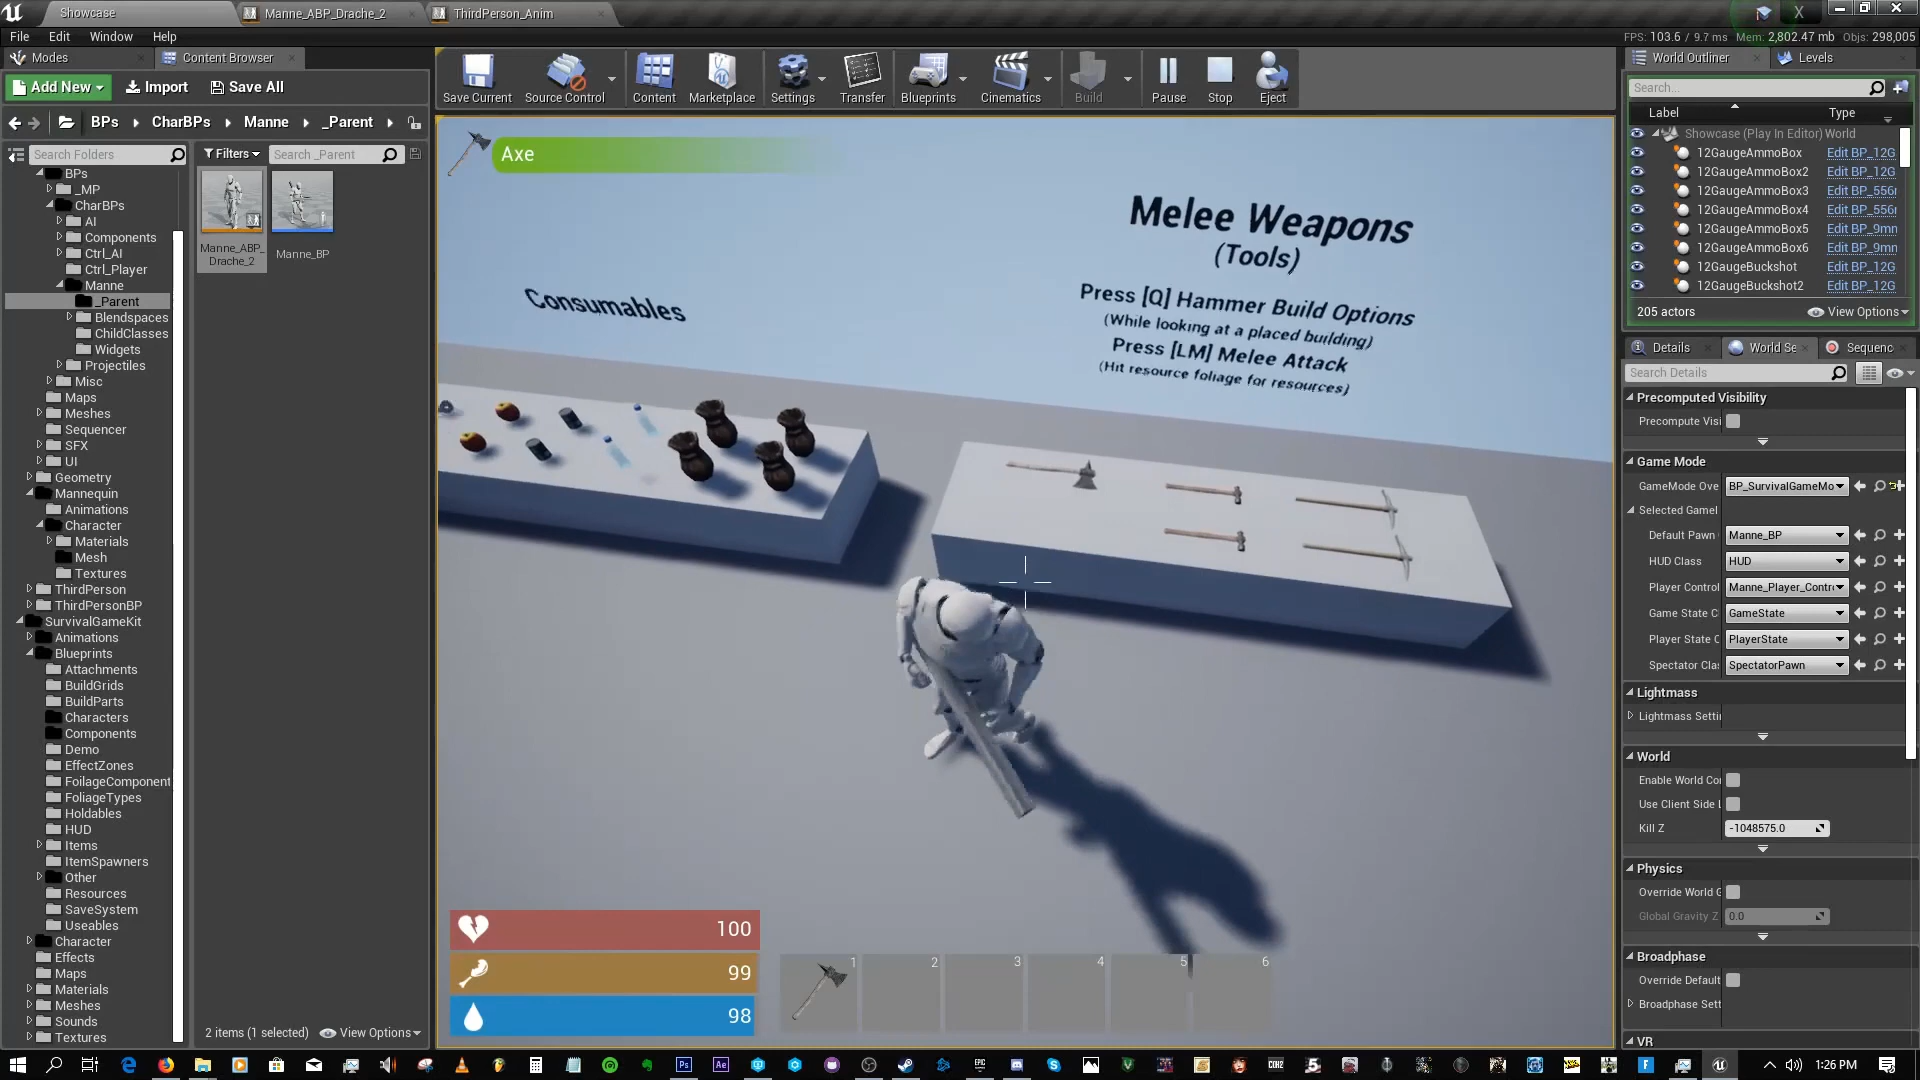 Showcase
Manne_ABP_Drache_2
ThirdPerson_Anim
X
File Edit Window Help
FPS: 103.6 / 9.7 ms Mem: 2,802.47 mb Objs: 298,005
Modes
Content Browser
Add New
Import
Save All
BPs
CharBPs
Manne
_Parent
Search Folders
Filters
Search _Parent
BPs
_MP
CharBPs
AI
Components
Ctrl_AI
Ctrl_Player
Manne
_Parent
Blendspaces
ChildClasses
Widgets
Projectiles
Misc
Maps
Meshes
Sequencer
SFX
UI
Geometry
Mannequin
Animations
Character
Materials
Mesh
Textures
ThirdPerson
ThirdPersonBP
SurvivalGameKit
Animations
Blueprints
Attachments
BuildGrids
BuildParts
Characters
Components
Demo
EffectZones
FoilageComponent
FoliageTypes
Holdables
HUD
Items
ItemSpawners
Other
Resources
SaveSystem
Useables
Character
Effects
Maps
Materials
Meshes
Sounds
Textures
Manne_ABP_
Drache_2
Manne_BP
2 items (1 selected)
View Options
Save Current
Source Control
Content
Marketplace
Settings
Transfer
Blueprints
Cinematics
Build
Pause
Stop
Eject
Axe
Consumables
Melee Weapons
(Tools)
Press [Q] Hammer Build Options
(While looking at a placed building)
Press [LM] Melee Attack
(Hit resource foliage for resources)
100
99
98
1
2
3
4
5
6
World Outliner
Levels
Search...
Label
Type
Showcase (Play In Editor) World
12GaugeAmmoBox Edit BP_12G
12GaugeAmmoBox2 Edit BP_12G
12GaugeAmmoBox3 Edit BP_556
12GaugeAmmoBox4 Edit BP_556
12GaugeAmmoBox5 Edit BP_9m
12GaugeAmmoBox6 Edit BP_9m
12GaugeBuckshot Edit BP_12G
12GaugeBuckshot2 Edit BP_12G
205 actors
View Options
Details
World Se
Sequenc
Search Details
Precomputed Visibility
Precompute Visi
Game Mode
GameMode Ove BP_SurvivalGameMo
Selected Gamel
Default Pawn Manne_BP
HUD Class HUD
Player Control Manne_Player_Contr
Game State C GameState
Player State C PlayerState
Spectator Clas SpectatorPawn
Lightmass
Lightmass Setti
World
Enable World Co
Use Client Side
Kill Z -1048575.0
Physics
Override World G
Global Gravity Z 0.0
Broadphase
Override Default
Broadphase Sett
VR
1:26 PM